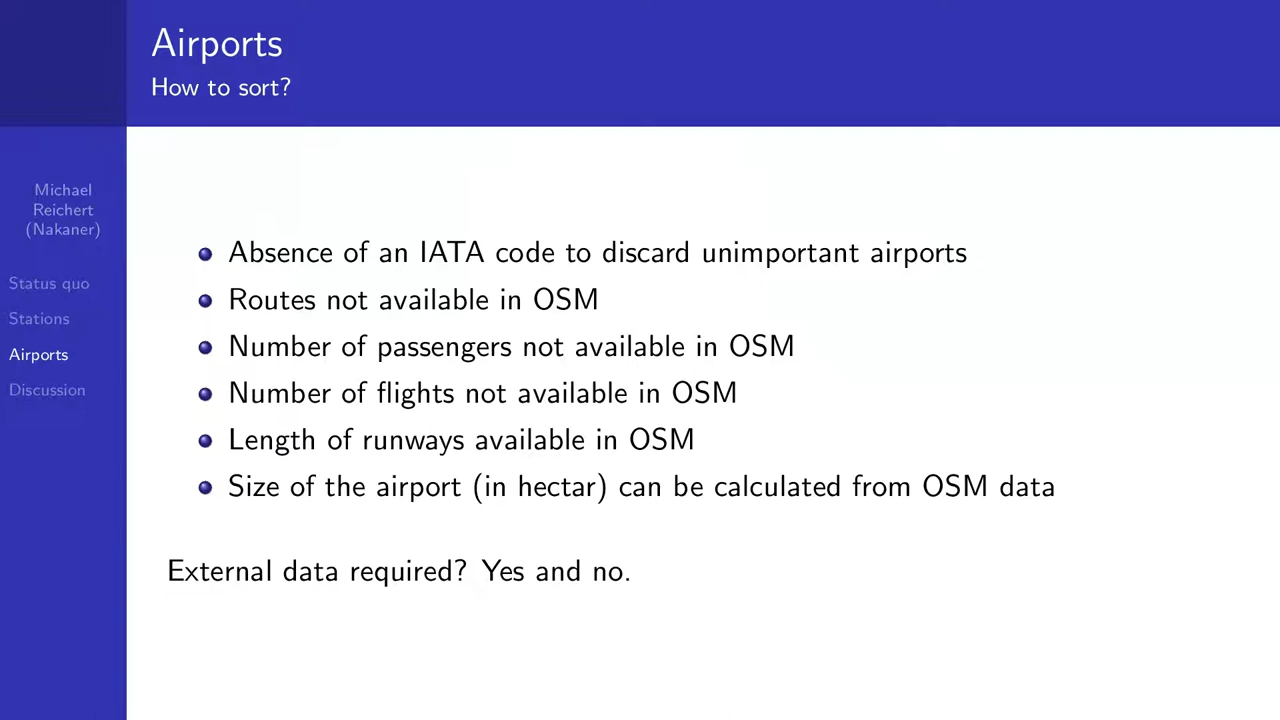 Airports
How to sort?
Michael
Reichert
(Nakaner)
Status quo
Stations
Airports
Discussion
Absence of an IATA code to discard unimportant airports
Routes not available in OSM
Number of passengers not available in OSM
Number of flights not available in OSM
Length of runways available in OSM
Size of the airport (in hectar) can be calculated from OSM data
External data required? Yes and no.